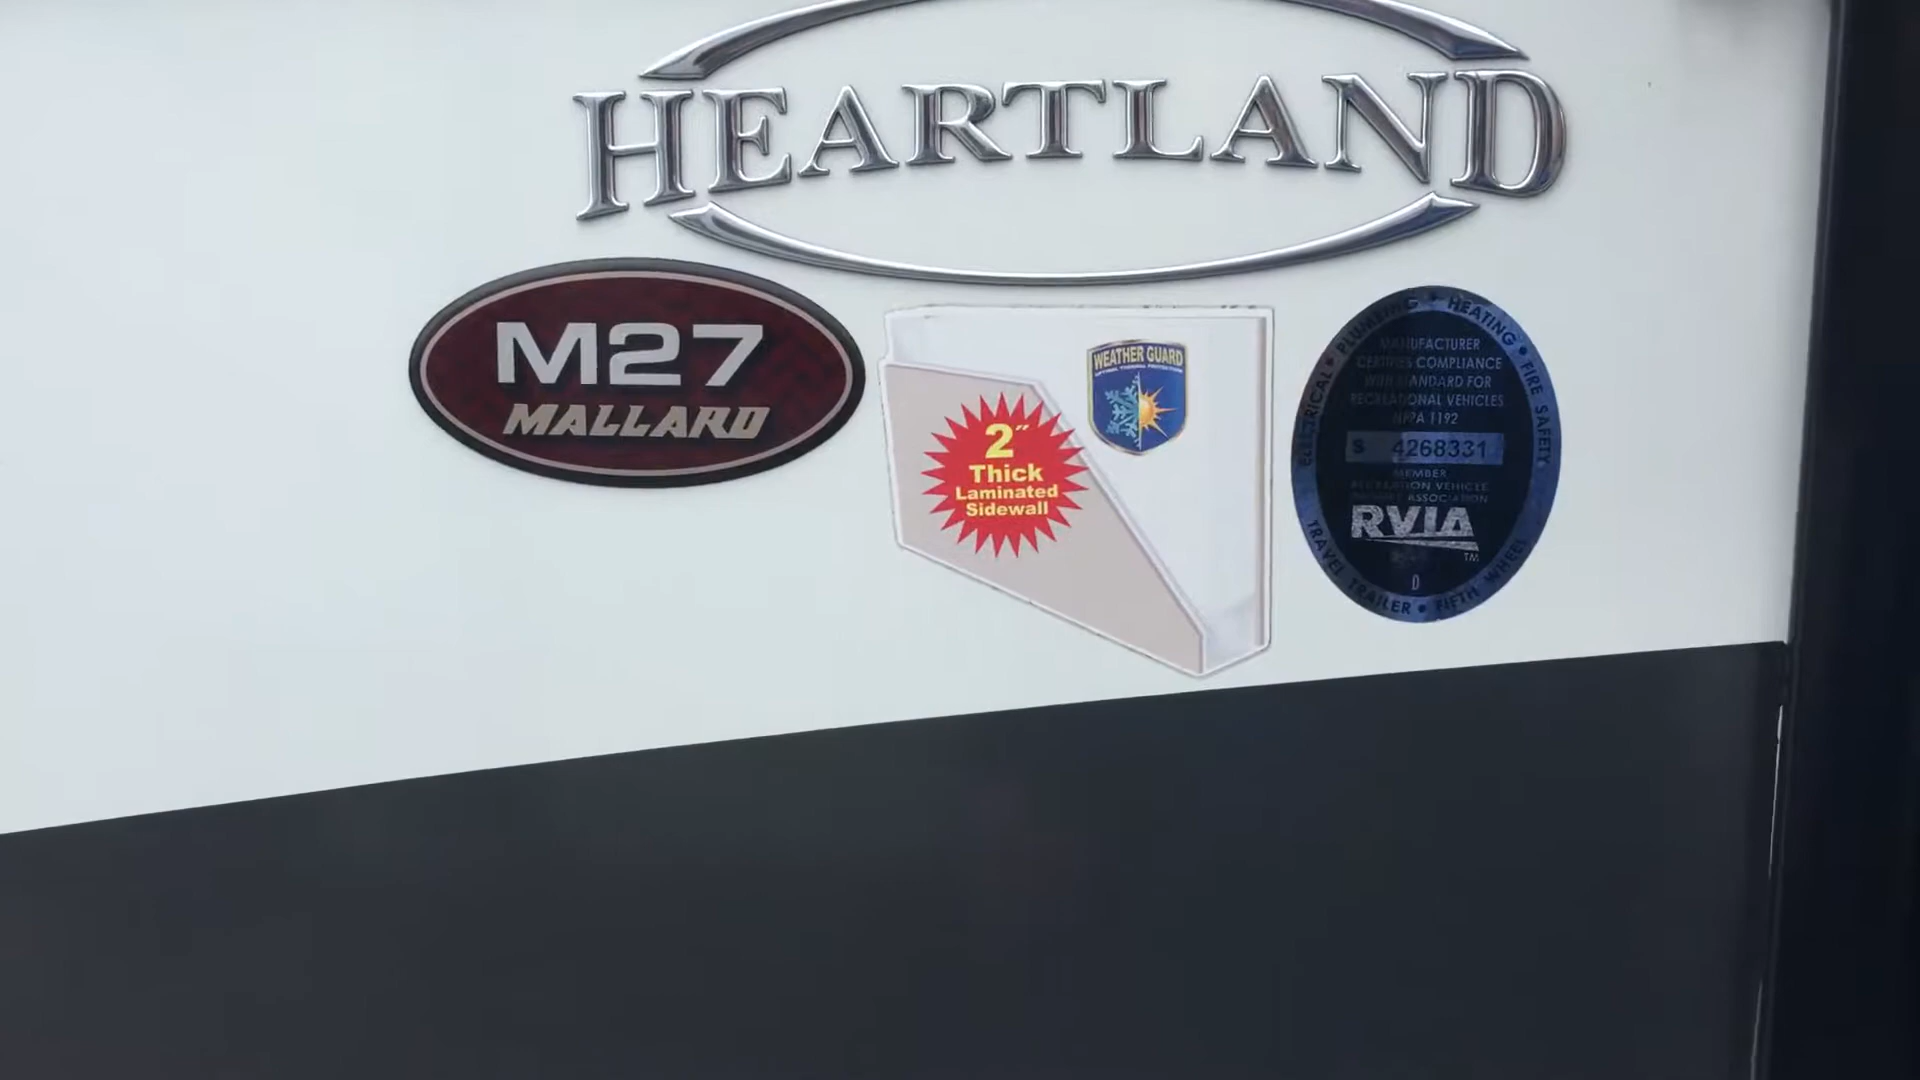 HEARTLAND
M27
MALLARD
WEATHER GUARD
2"
Thick
Laminated
Sidewall
ELECTRICAL • PLUMBING • HEATING • FIRE SAFETY
MANUFACTURER
CERTIFIES COMPLIANCE
WITH STANDARD FOR
RECREATIONAL VEHICLES
NFPA 1192
S 4268331
MEMBER
RECREATION VEHICLE
INDUSTRY ASSOCIATION
RVIA
TM
D
TRAVEL TRAILER • FIFTH WHEEL